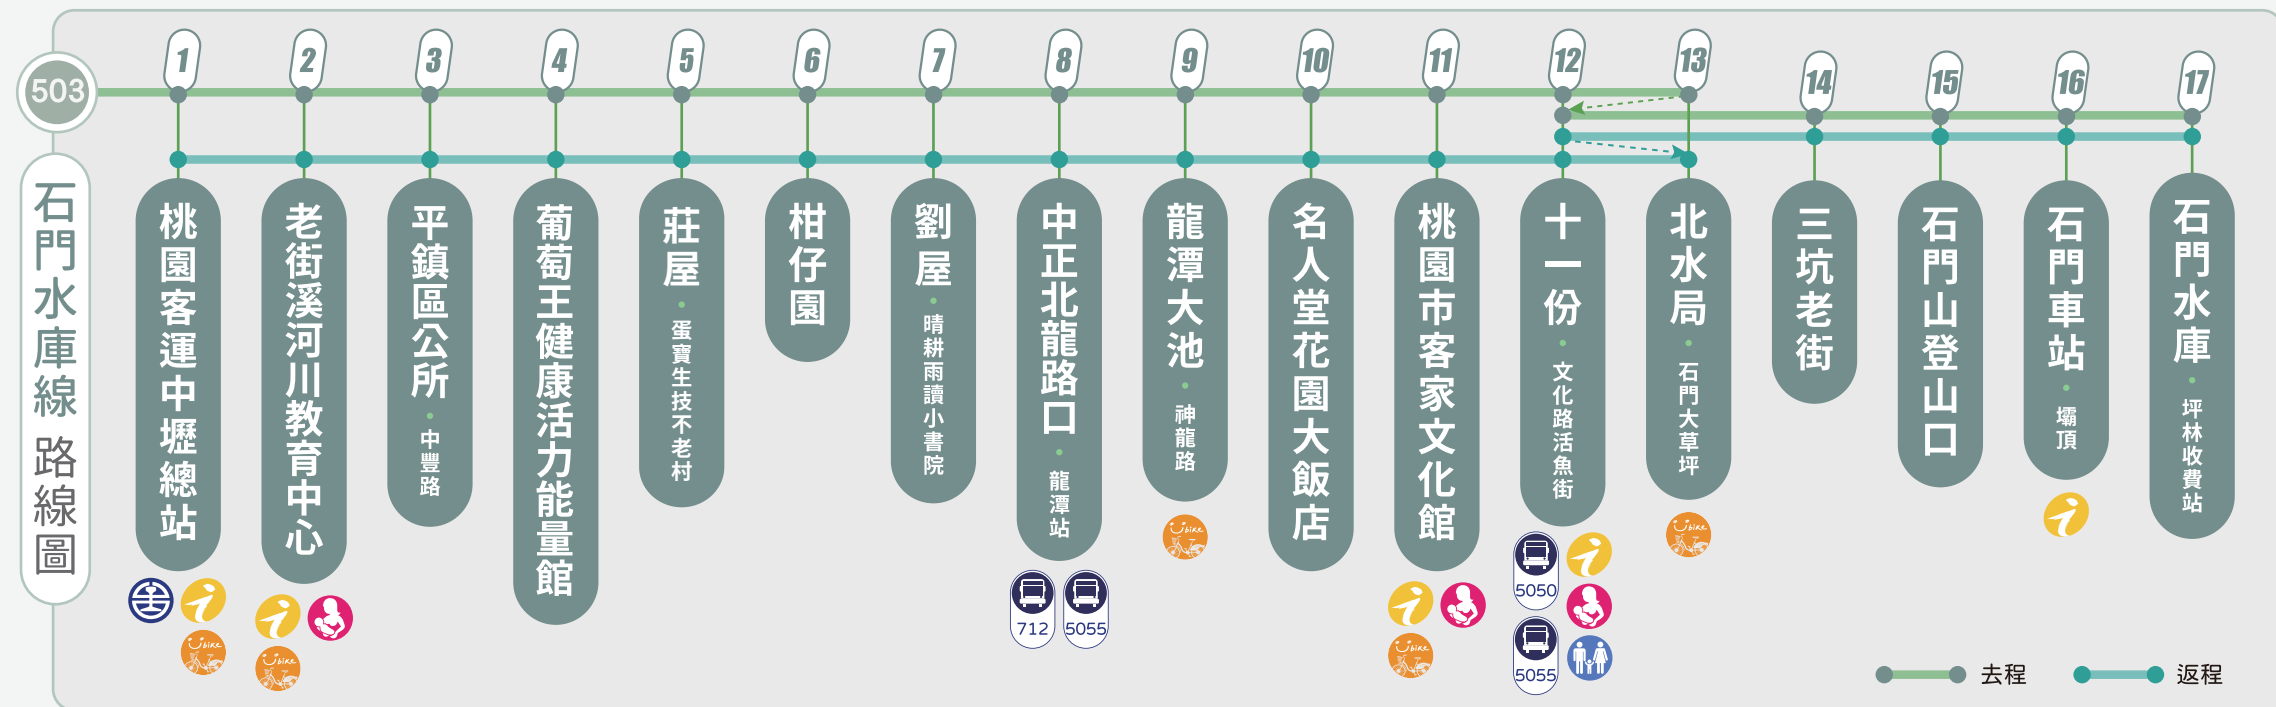 503
石門水庫線 路線圖
1
2
3
4
5
6
7
8
9
10
11
12
13
14
15
16
17
桃園客運中壢總站
老街溪河川教育中心
平鎮區公所・中豐路
葡萄王健康活力能量館
莊屋・蛋寶生技不老村
柑仔園
劉屋・晴耕雨讀小書院
中正北龍路口・龍潭站
龍潭大池・神龍路
名人堂花園大飯店
桃園市客家文化館
十一份・文化路活魚街
北水局・石門大草坪
三坑老街
石門山登山口
石門車站・壩頂
石門水庫・坪林收費站
Ubike
Ubike
712
5055
Ubike
Ubike
5050
5055
Ubike
去程
返程